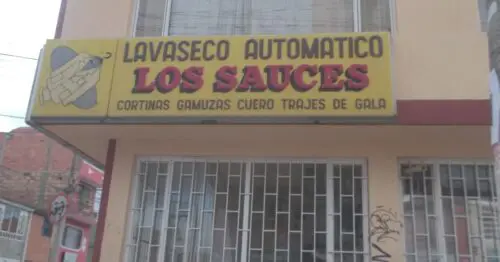 LAVASECO AUTOMATICO
LOS SAUCES
CORTINAS GAMUZAS CUERO TRAJES DE GALA